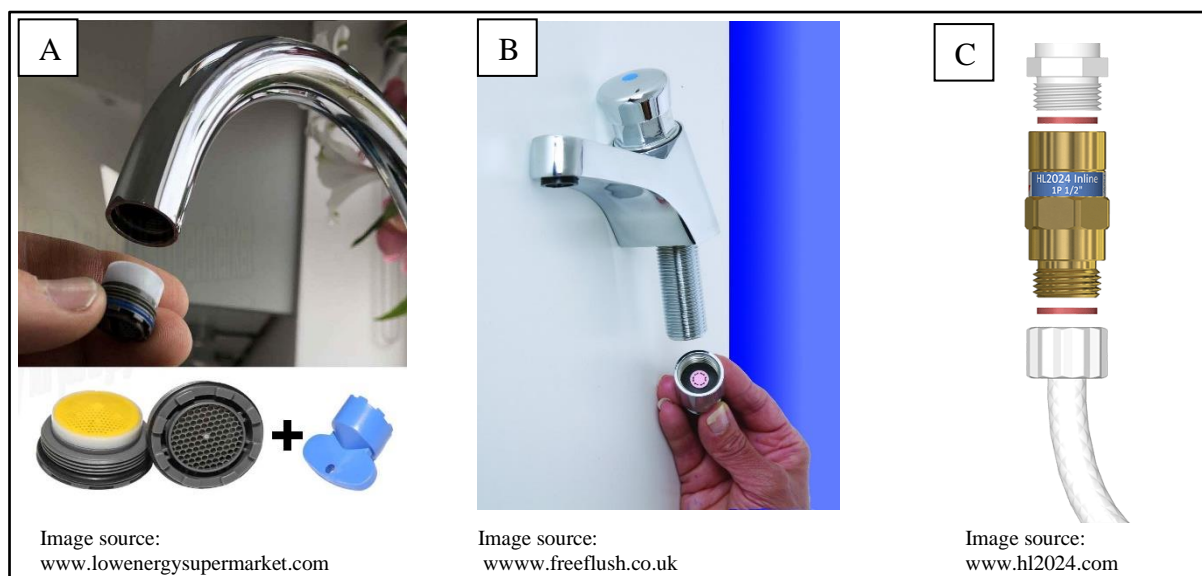 A
B
C
HL2024 Inline
1P 1/2"
Image source:
www.lowenergysupermarket.com
Image source:
wwww.freeflush.co.uk
Image source:
www.hl2024.com